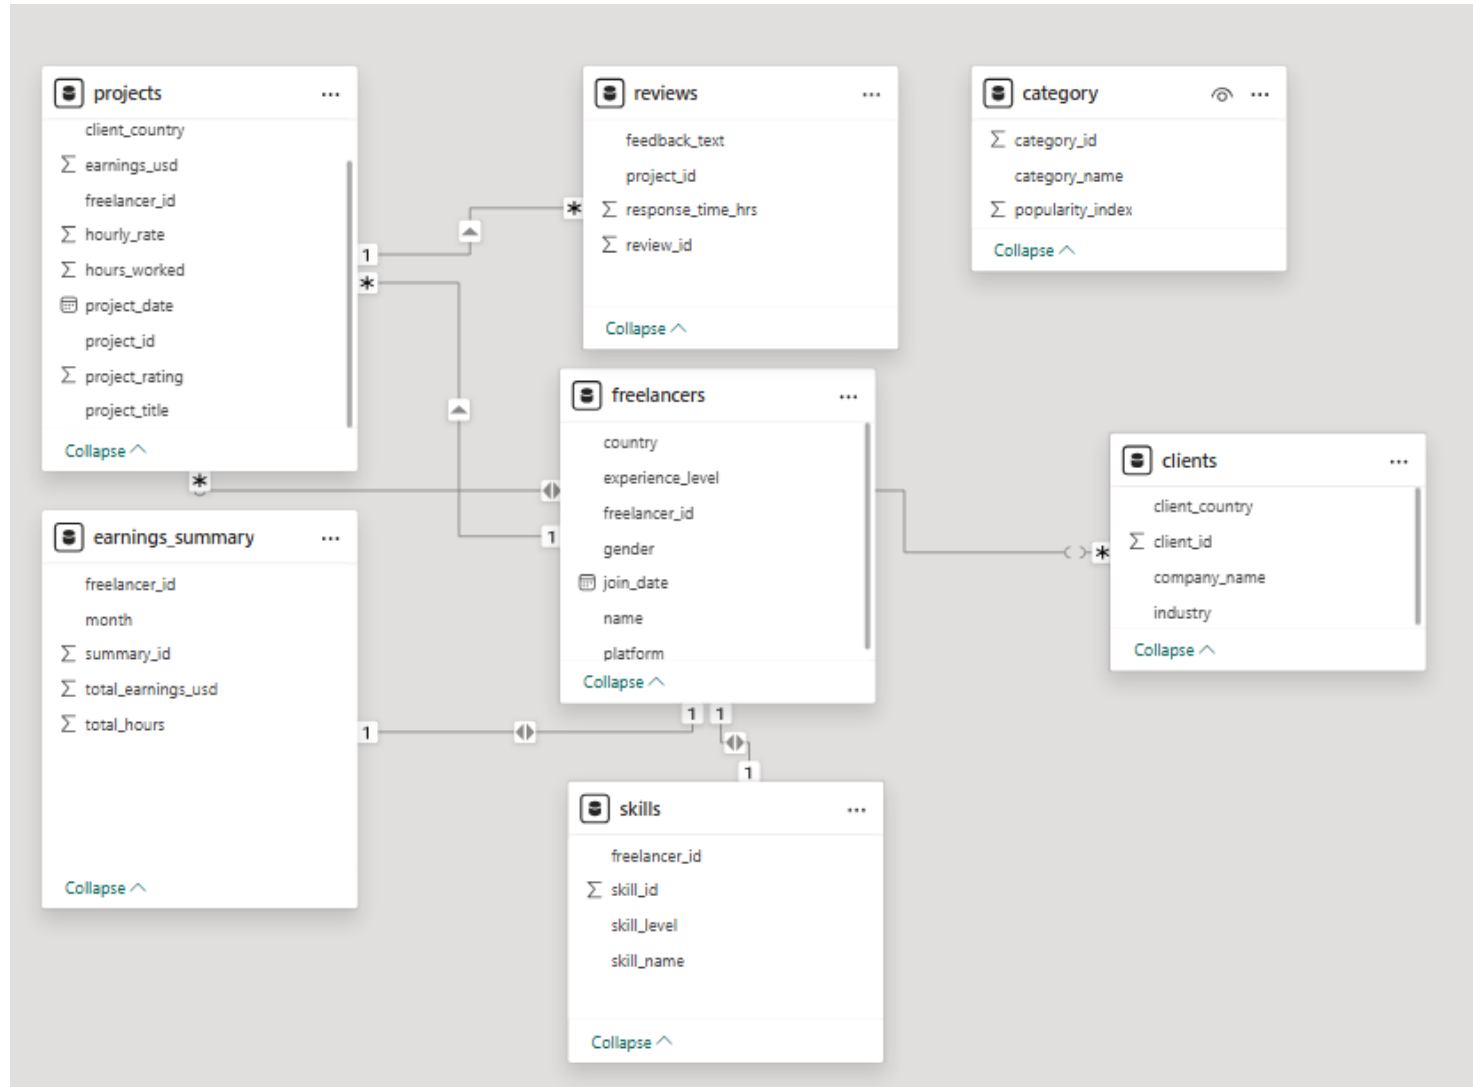 projects
client_country
earnings_usd
freelancer_id
hourly_rate
hours_worked
project_date
project_id
project_rating
project_title
Collapse
reviews
feedback_text
project_id
response_time_hrs
review_id
Collapse
category
category_id
category_name
popularity_index
Collapse
1
*
*
freelancers
country
experience_level
freelancer_id
gender
join_date
name
platform
Collapse
1
*
*
clients
client_country
client_id
company_name
industry
Collapse
earnings_summary
freelancer_id
month
summary_id
total_earnings_usd
total_hours
Collapse
1
1
1
1
skills
freelancer_id
skill_id
skill_level
skill_name
Collapse